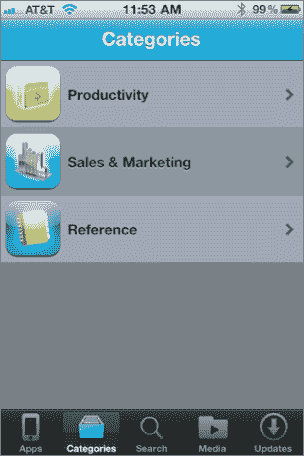 AT&T 11:53 AM 99%
Categories
Productivity
Sales & Marketing
Reference
Apps Categories Search Media Updates